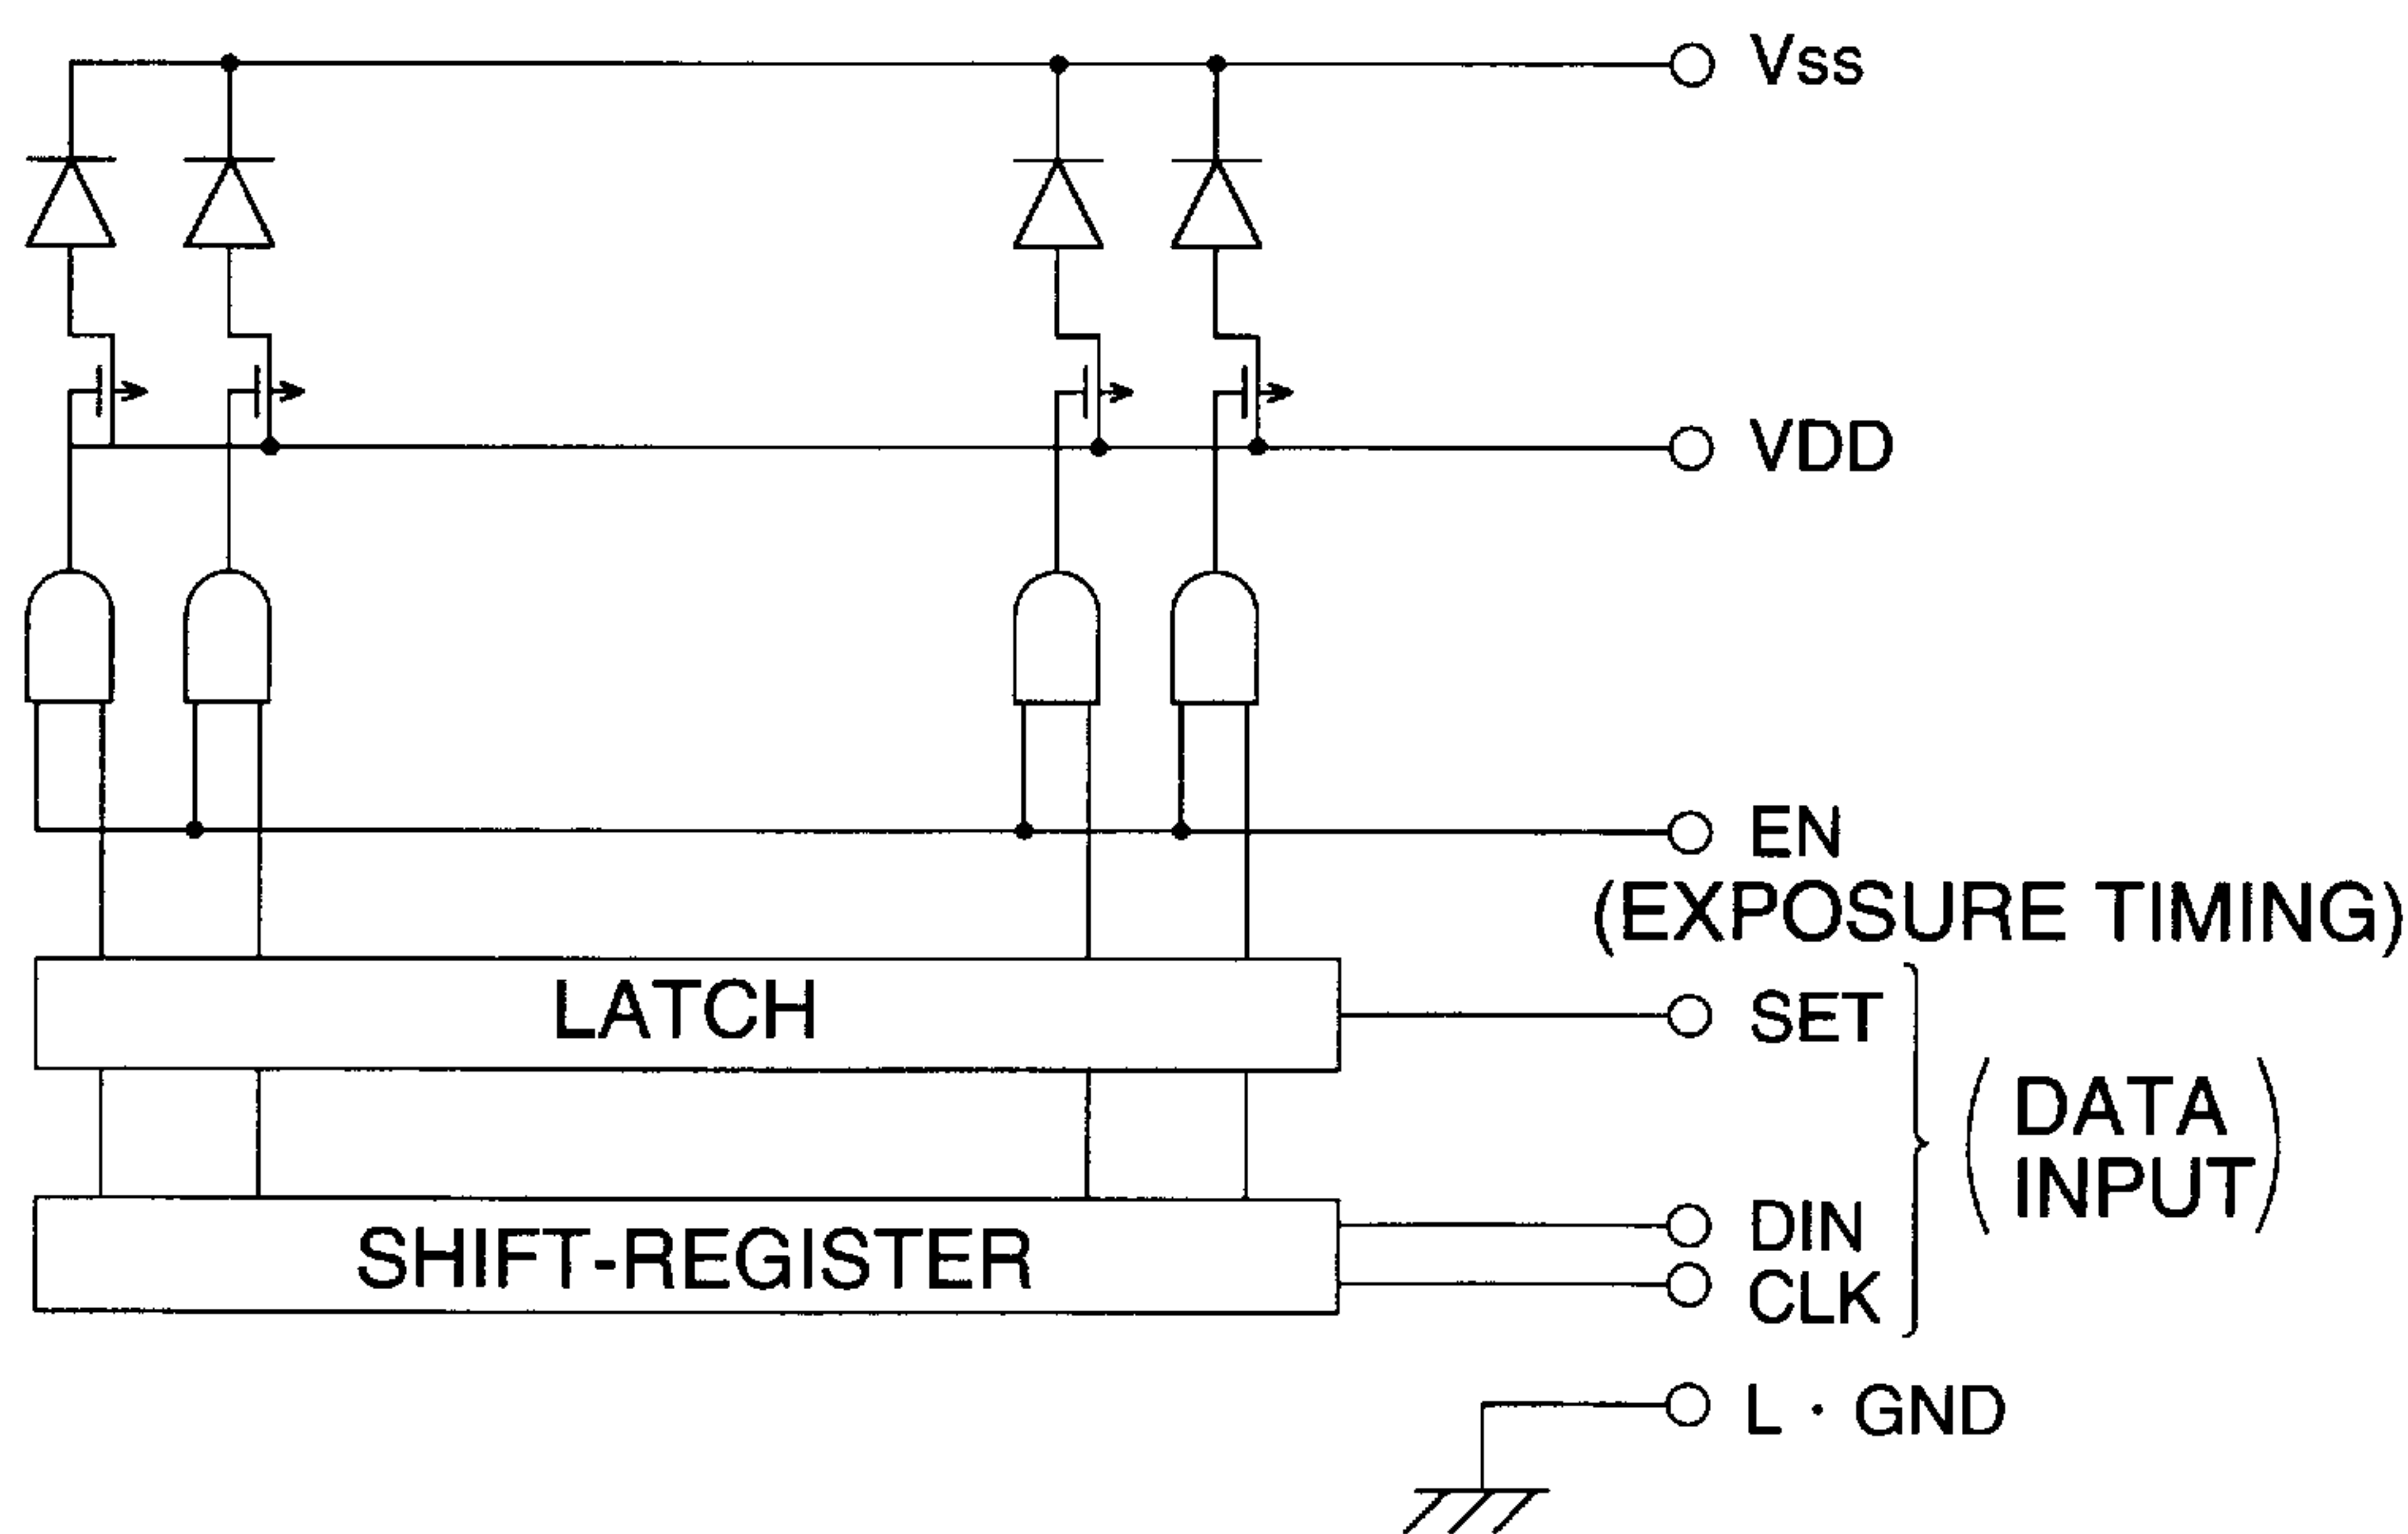 Vss
VDD
EN
(EXPOSURE TIMING)
LATCH
SET
(DATA
INPUT)
SHIFT-REGISTER
DIN
CLK
L・GND